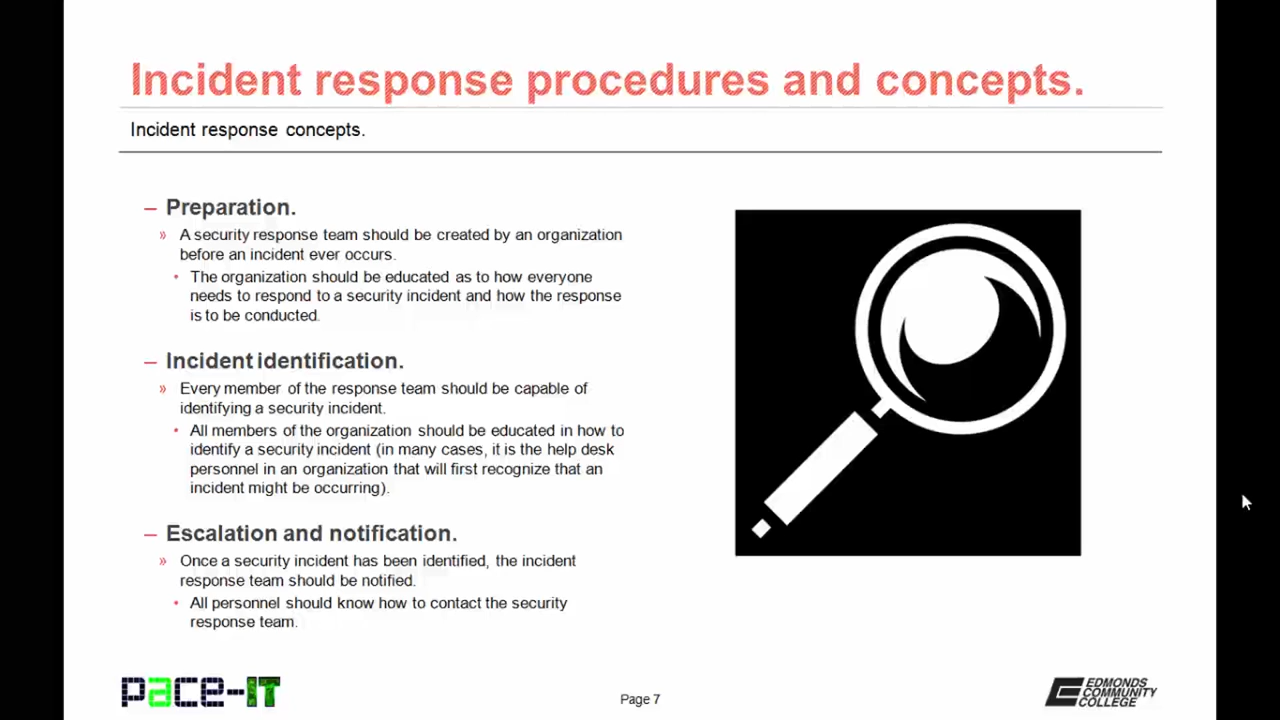 Incident response procedures and concepts.
Incident response concepts.
– Preparation.
» A security response team should be created by an organization
before an incident ever occurs.
• The organization should be educated as to how everyone
needs to respond to a security incident and how the response
is to be conducted.
– Incident identification.
» Every member of the response team should be capable of
identifying a security incident.
• All members of the organization should be educated in how to
identify a security incident (in many cases, it is the help desk
personnel in an organization that will first recognize that an
incident might be occurring).
– Escalation and notification.
» Once a security incident has been identified, the incident
response team should be notified.
• All personnel should know how to contact the security
response team.
pace-IT
Page 7
EDMONDS
COMMUNITY
COLLEGE